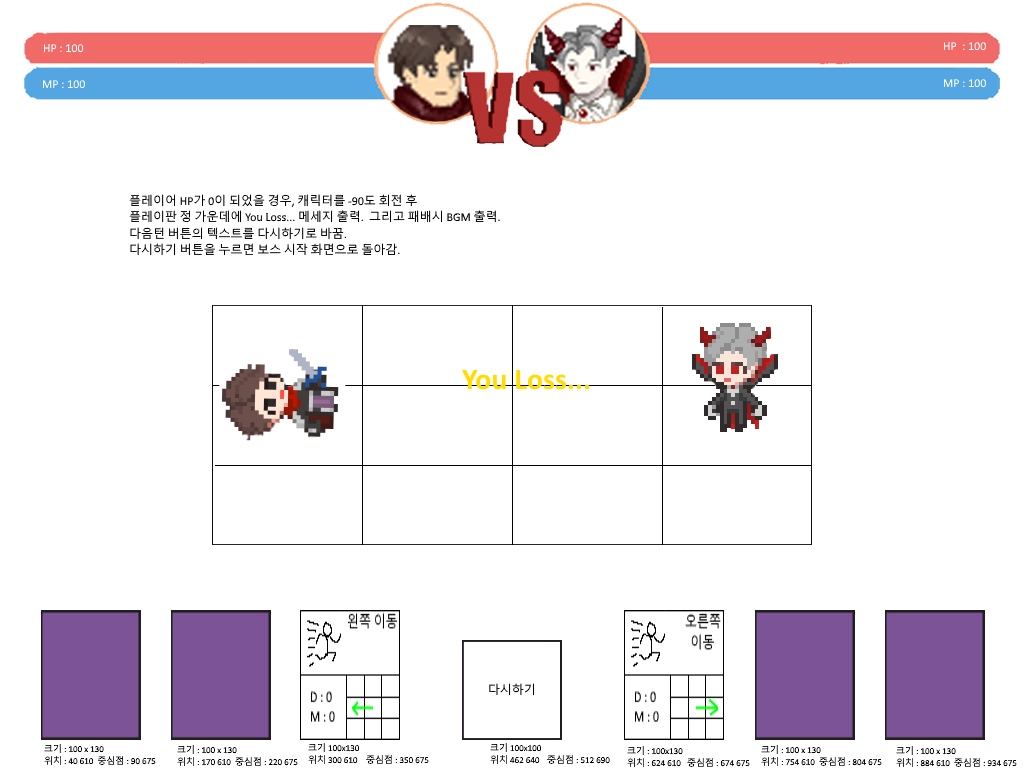 HP : 100
HP : 100
MP : 100
MP : 100
VS
플레이어 HP가 0이 되었을 경우, 캐릭터를 -90도 회전 후
플레이판 정 가운데에 You Loss... 메세지 출력. 그리고 패배시 BGM 출력.
다음턴 버튼의 텍스트를 다시하기로 바꿈.
다시하기 버튼을 누르면 보스 시작 화면으로 돌아감.
You Loss...
왼쪽 이동
D : 0
M : 0
다시하기
오른쪽
이동
D : 0
M : 0
크기 : 100 x 130
위치 : 40 610 중심점 : 90 675
크기 : 100 x 130
위치 : 170 610 중심점 : 220 675
크기 100x130
위치 300 610 중심점 : 350 675
크기 100x100
위치 462 640 중심점 : 512 690
크기 : 100x130
위치 : 624 610 중심점 : 674 675
크기 : 100 x 130
위치 : 754 610 중심점 : 804 675
크기 : 100 x 130
위치 : 884 610 중심점 : 934 675